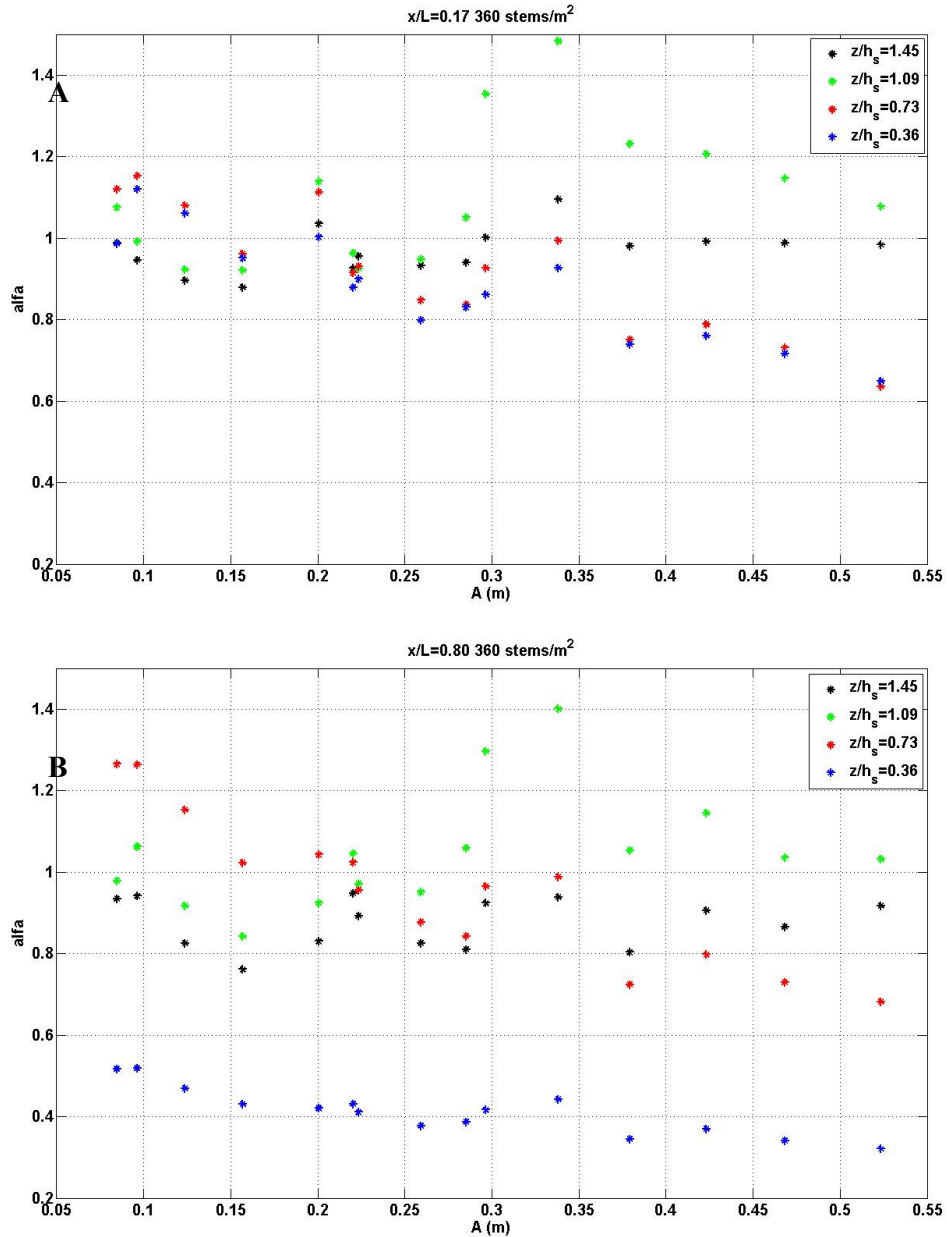 x/L=0.17 360 stems/m²
z/hₛ=1.45
z/hₛ=1.09
z/hₛ=0.73
z/hₛ=0.36
A
alfa
1.4
1.2
1
0.8
0.6
0.4
0.2
0.05 0.1 0.15 0.2 0.25 0.3 0.35 0.4 0.45 0.5 0.55
A (m)
x/L=0.80 360 stems/m²
z/hₛ=1.45
z/hₛ=1.09
z/hₛ=0.73
z/hₛ=0.36
B
alfa
1.4
1.2
1
0.8
0.6
0.4
0.2
0.05 0.1 0.15 0.2 0.25 0.3 0.35 0.4 0.45 0.5 0.55
A (m)